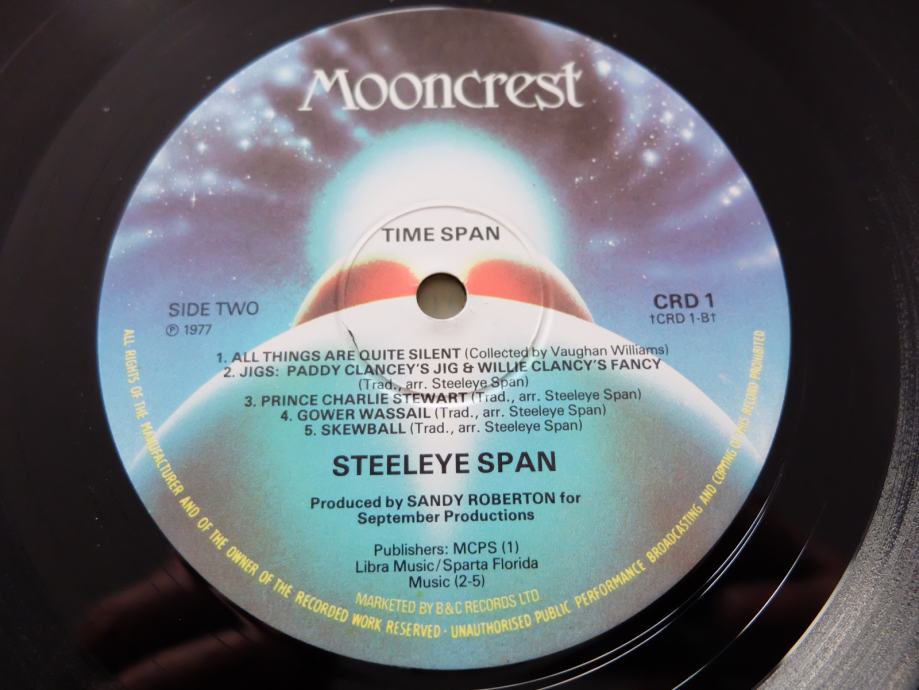 Mooncrest
TIME SPAN
SIDE TWO
℗ 1977
CRD 1
†CRD 1-B†
1. ALL THINGS ARE QUITE SILENT (Collected by Vaughan Williams)
2. JIGS: PADDY CLANCEY'S JIG & WILLIE CLANCY'S FANCY
(Trad., arr. Steeleye Span)
3. PRINCE CHARLIE STEWART (Trad., arr. Steeleye Span)
4. GOWER WASSAIL (Trad., arr. Steeleye Span)
5. SKEWBALL (Trad., arr. Steeleye Span)
STEELEYE SPAN
Produced by SANDY ROBERTON for
September Productions
Publishers: MCPS (1)
Libra Music/Sparta Florida
Music (2-5)
MARKETED BY B&C RECORDS LTD
ALL RIGHTS OF THE MANUFACTURER AND OF THE OWNER OF THE RECORDED WORK RESERVED · UNAUTHORISED PUBLIC PERFORMANCE BROADCASTING AND COPYING OF THIS RECORD PROHIBITED